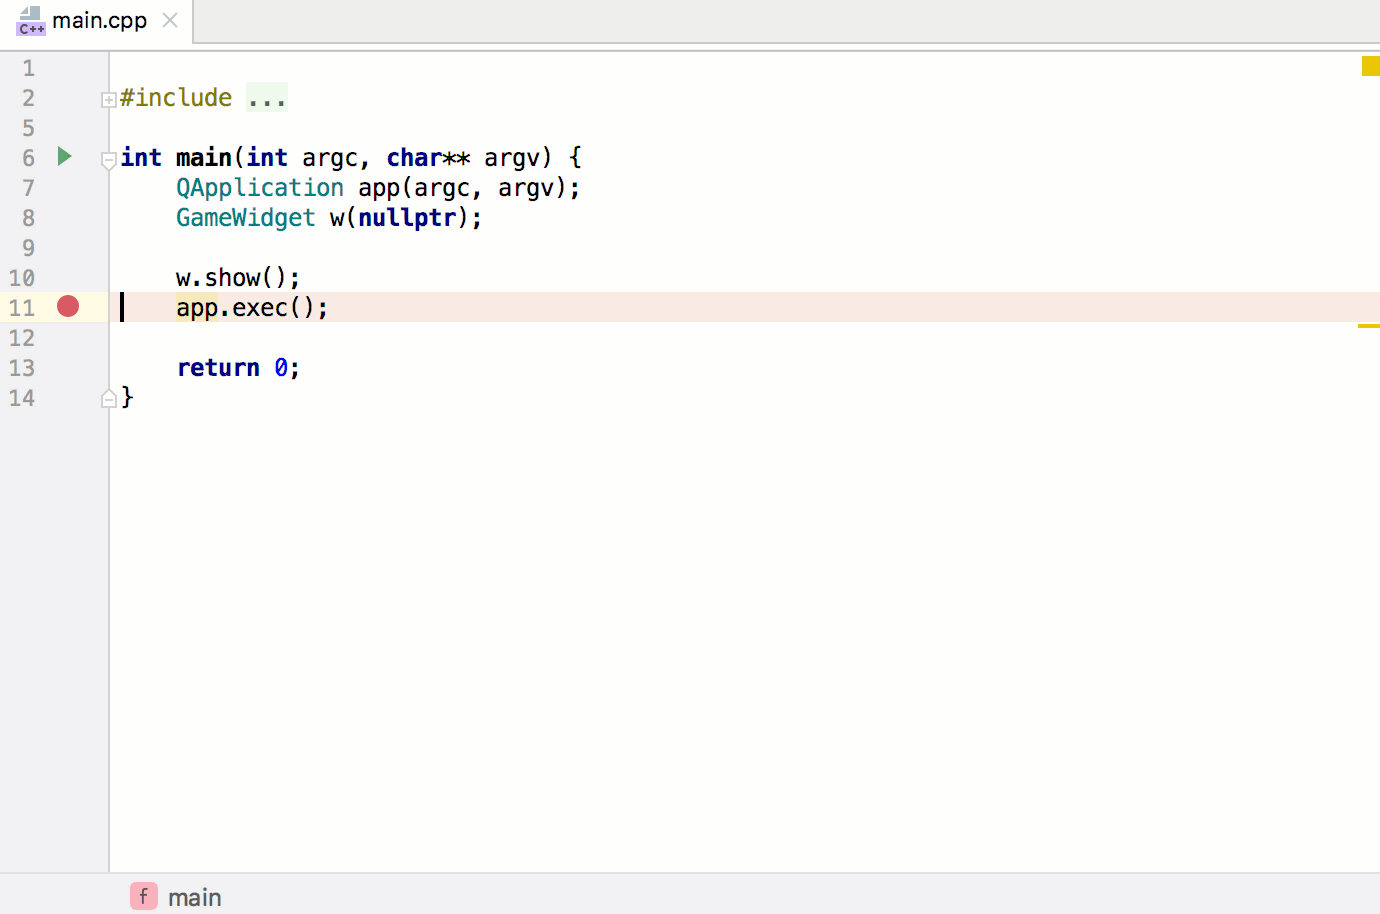 C++ main.cpp
1
2 #include ...
5
6 int main(int argc, char** argv) {
7     QApplication app(argc, argv);
8     GameWidget w(nullptr);
9
10     w.show();
11     app.exec();
12
13     return 0;
14 }
f main